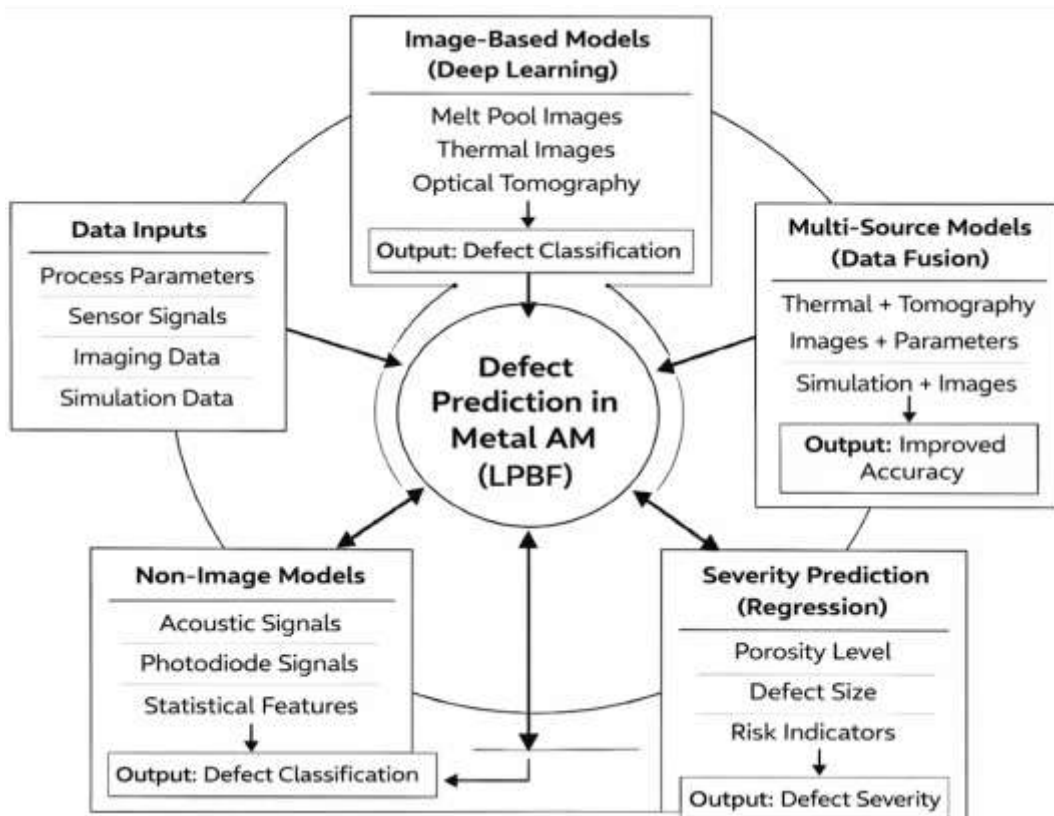 Image-Based Models
(Deep Learning)
Melt Pool Images
Thermal Images
Optical Tomography
Output: Defect Classification
Data Inputs
Process Parameters
Sensor Signals
Imaging Data
Simulation Data
Multi-Source Models
(Data Fusion)
Thermal + Tomography
Images + Parameters
Simulation + Images
Output: Improved
Accuracy
Defect
Prediction in
Metal AM
(LPBF)
Non-Image Models
Acoustic Signals
Photodiode Signals
Statistical Features
Output: Defect Classification
Severity Prediction
(Regression)
Porosity Level
Defect Size
Risk Indicators
Output: Defect Severity